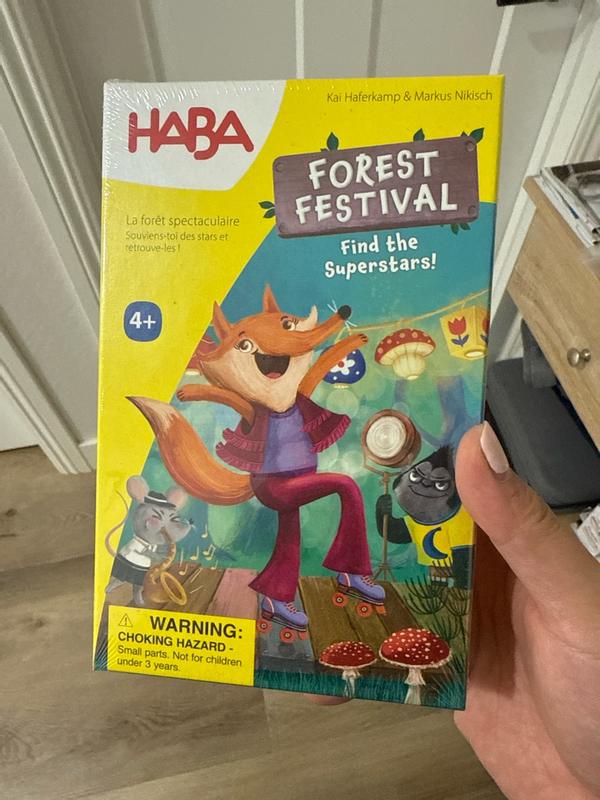 Kai Haferkamp & Markus Nikisch
HABA
FOREST
FESTIVAL
Find the
Superstars!
La forêt spectaculaire
Souviens-toi des stars et
retrouve-les !
4+
WARNING:
CHOKING HAZARD -
Small parts. Not for children
under 3 years.